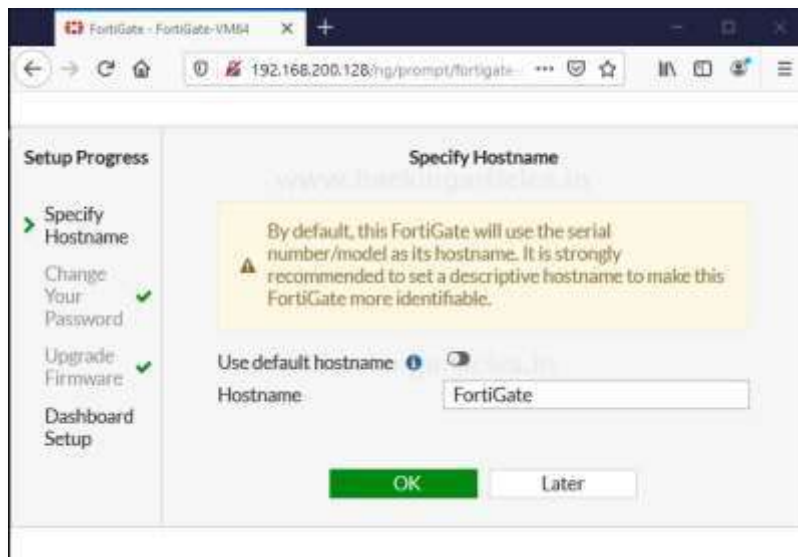 FortiGate - FortiGate-VM64
192.168.200.128/ng/prompt/fortigate
Setup Progress
Specify Hostname
www.hackingarticles.in
Specify
Hostname
Change
Your
Password
Upgrade
Firmware
Dashboard
Setup
By default, this FortiGate will use the serial
number/model as its hostname. It is strongly
recommended to set a descriptive hostname to make this
FortiGate more identifiable.
Use default hostname
Hostname
FortiGate
OK
Later